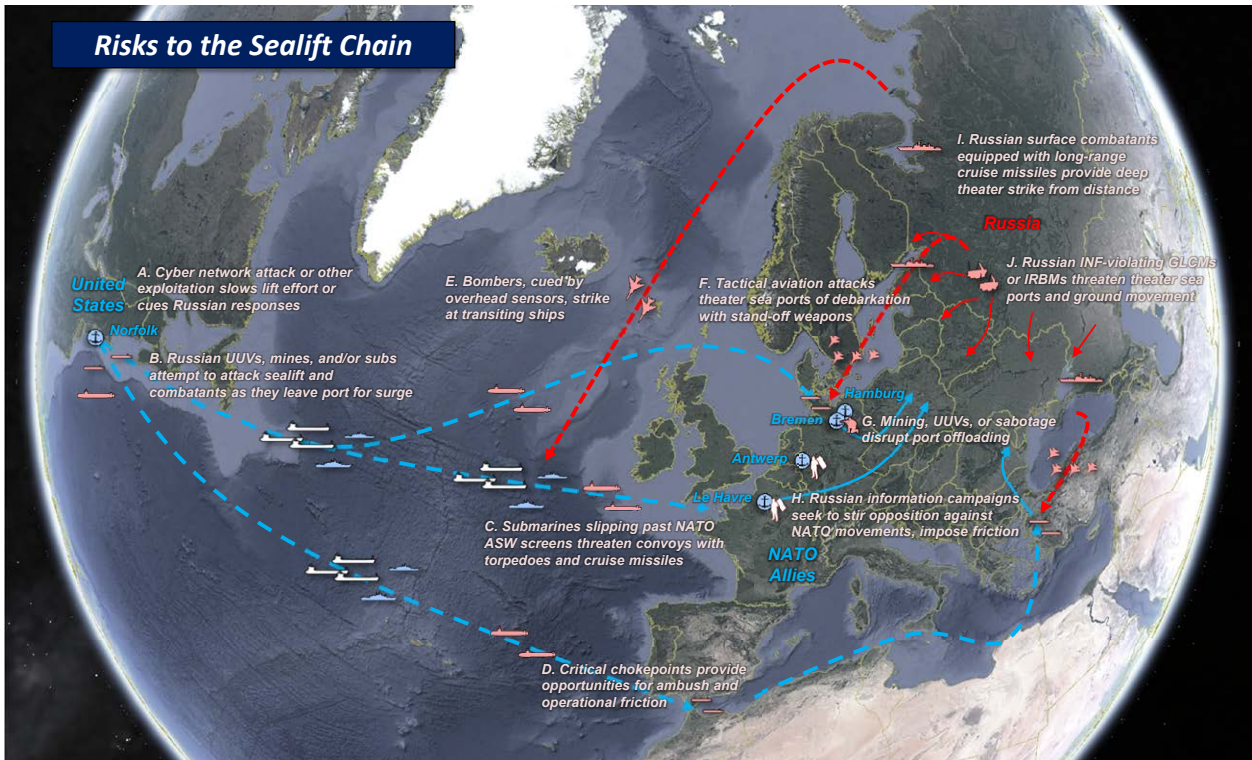 Risks to the Sealift Chain
I. Russian surface combatants
equipped with long-range
cruise missiles provide deep
theater strike from distance
Russia
A. Cyber network attack or other
exploitation slows lift effort or
cues Russian responses
United
States
Norfolk
E. Bombers, cued by
overhead sensors, strike
at transiting ships
F. Tactical aviation attacks
theater sea ports of debarkation
with stand-off weapons
J. Russian INF-violating GLCMs
or IRBMs threaten theater sea
ports and ground movement
B. Russian UUVs, mines, and/or subs
attempt to attack sealift and
combatants as they leave port for surge
Hamburg
Bremen
G. Mining, UUVs, or sabotage
disrupt port offloading
Antwerp
Le Havre
H. Russian information campaigns
seek to stir opposition against
NATO movements, impose friction
C. Submarines slipping past NATO
ASW screens threaten convoys with
torpedoes and cruise missiles
NATO
Allies
D. Critical chokepoints provide
opportunities for ambush and
operational friction